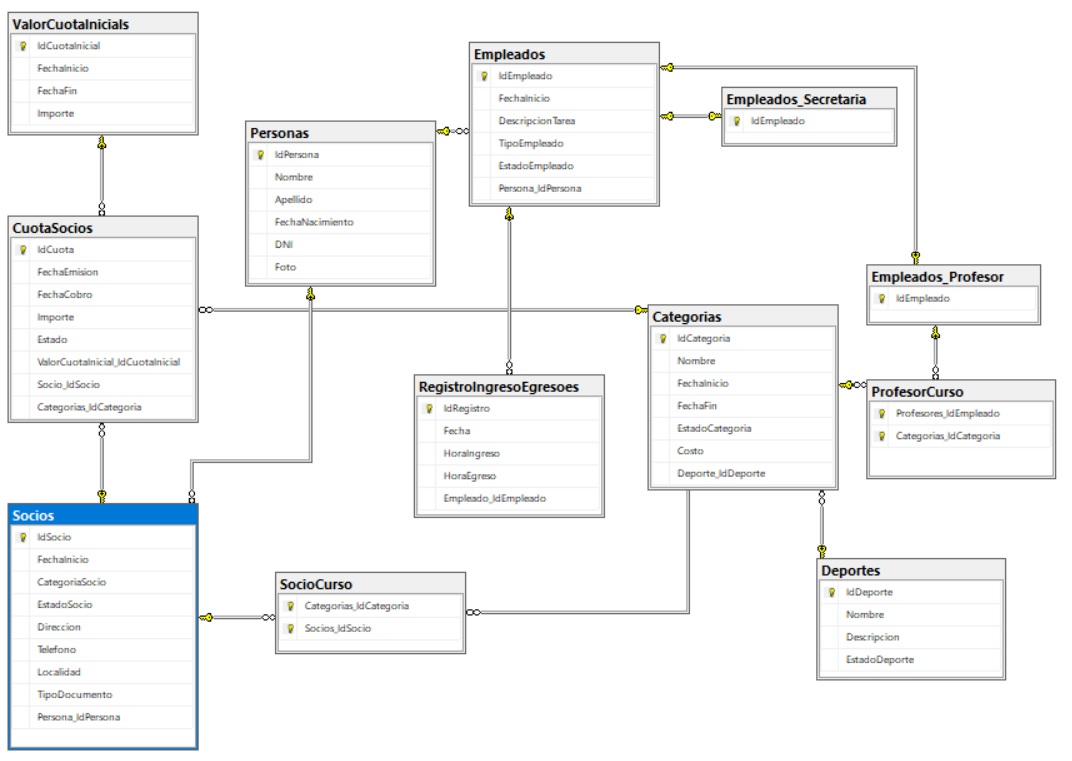 ValorCuotaInicials
IdCuotaInicial
FechaInicio
FechaFin
Importe
Empleados
IdEmpleado
FechaInicio
DescripcionTarea
TipoEmpleado
EstadoEmpleado
Persona_IdPersona
Empleados_Secretaria
IdEmpleado
Personas
IdPersona
Nombre
Apellido
FechaNacimiento
DNI
Foto
CuotaSocios
IdCuota
FechaEmision
FechaCobro
Importe
Estado
ValorCuotaInicial_IdCuotaInicial
Socio_IdSocio
Categorias_IdCategoria
Empleados_Profesor
IdEmpleado
Categorias
IdCategoria
Nombre
FechaInicio
FechaFin
EstadoCategoria
Costo
Deporte_IdDeporte
RegistroIngresoEgresoes
IdRegistro
Fecha
HoraIngreso
HoraEgreso
Empleado_IdEmpleado
ProfesorCurso
Profesores_IdEmpleado
Categorias_IdCategoria
Socios
IdSocio
FechaInicio
CategoriaSocio
EstadoSocio
Direccion
Telefono
Localidad
TipoDocumento
Persona_IdPersona
SocioCurso
Categorias_IdCategoria
Socios_IdSocio
Deportes
IdDeporte
Nombre
Descripcion
EstadoDeporte